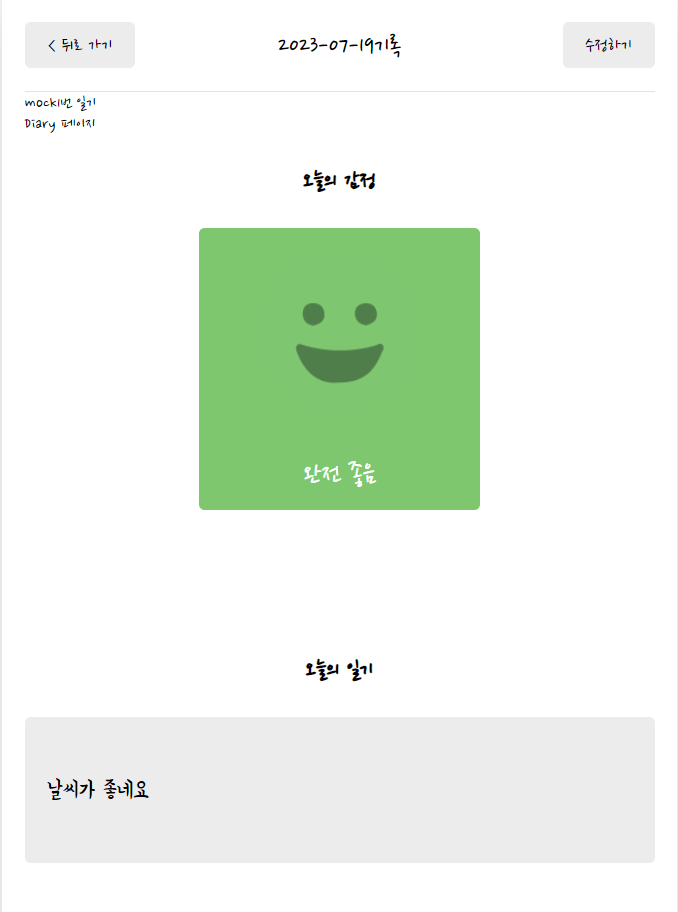 < 뒤로 가기
2023-07-19기록
수정하기
mock1번 일기
Diary 페이지
오늘의 감정
완전 좋음
오늘의 일기
날씨가 좋네요